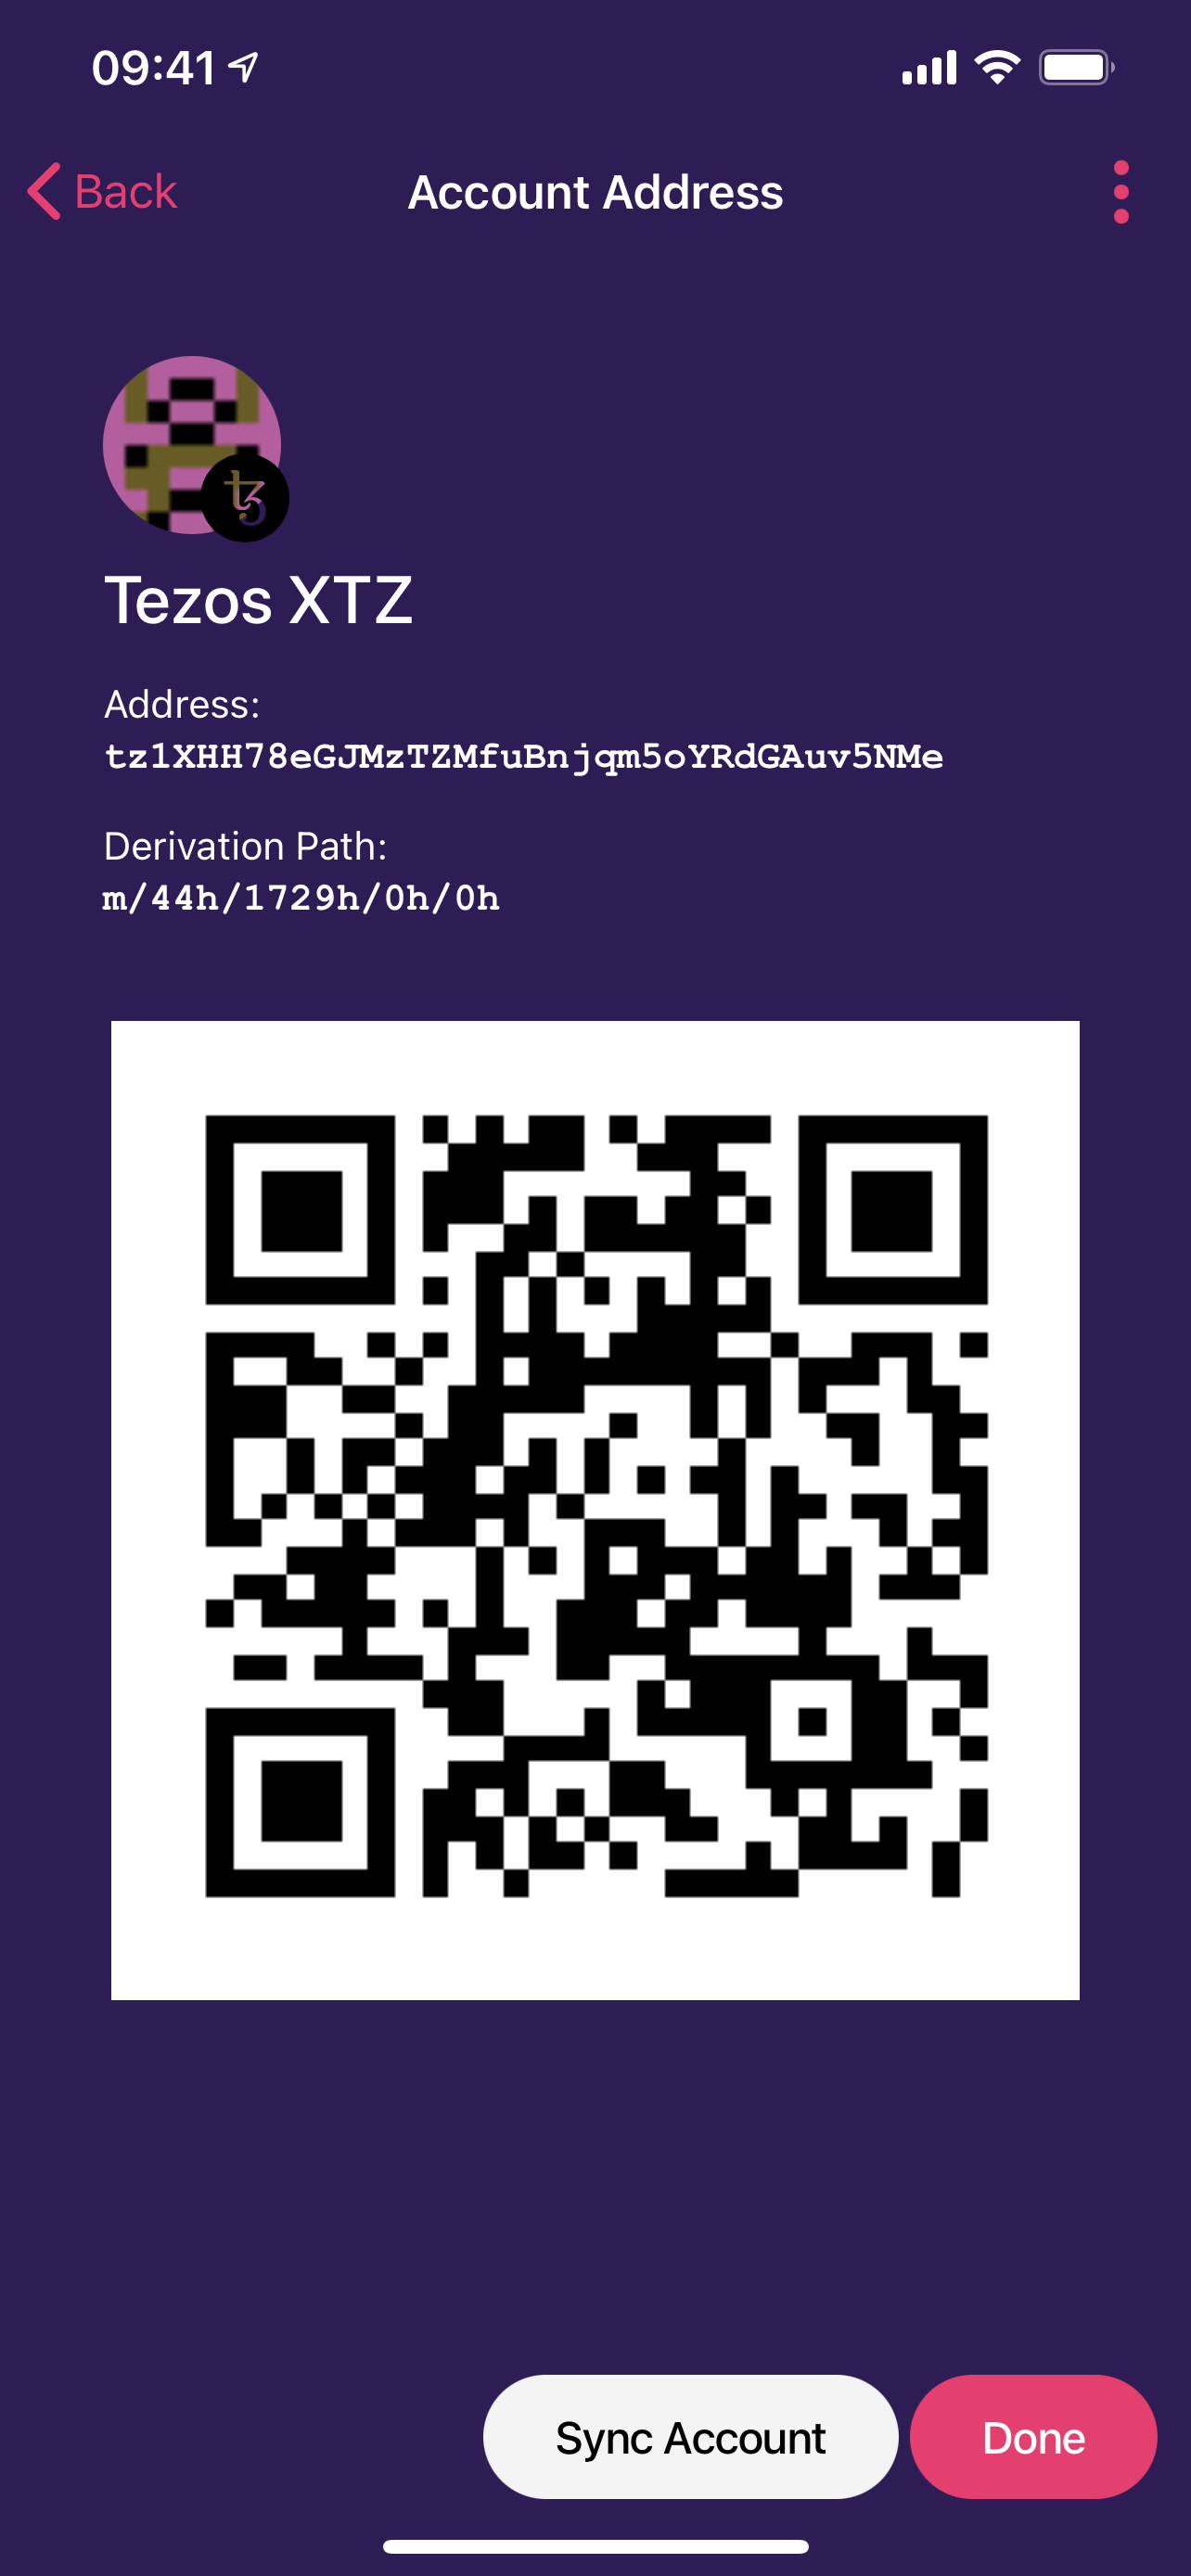 09:41
Back
Account Address
Tezos XTZ
Address:
tz1XHH78eGJMzTZMfuBnjqm5oYRdGAuv5NMe
Derivation Path:
m/44h/1729h/0h/0h
Sync Account
Done